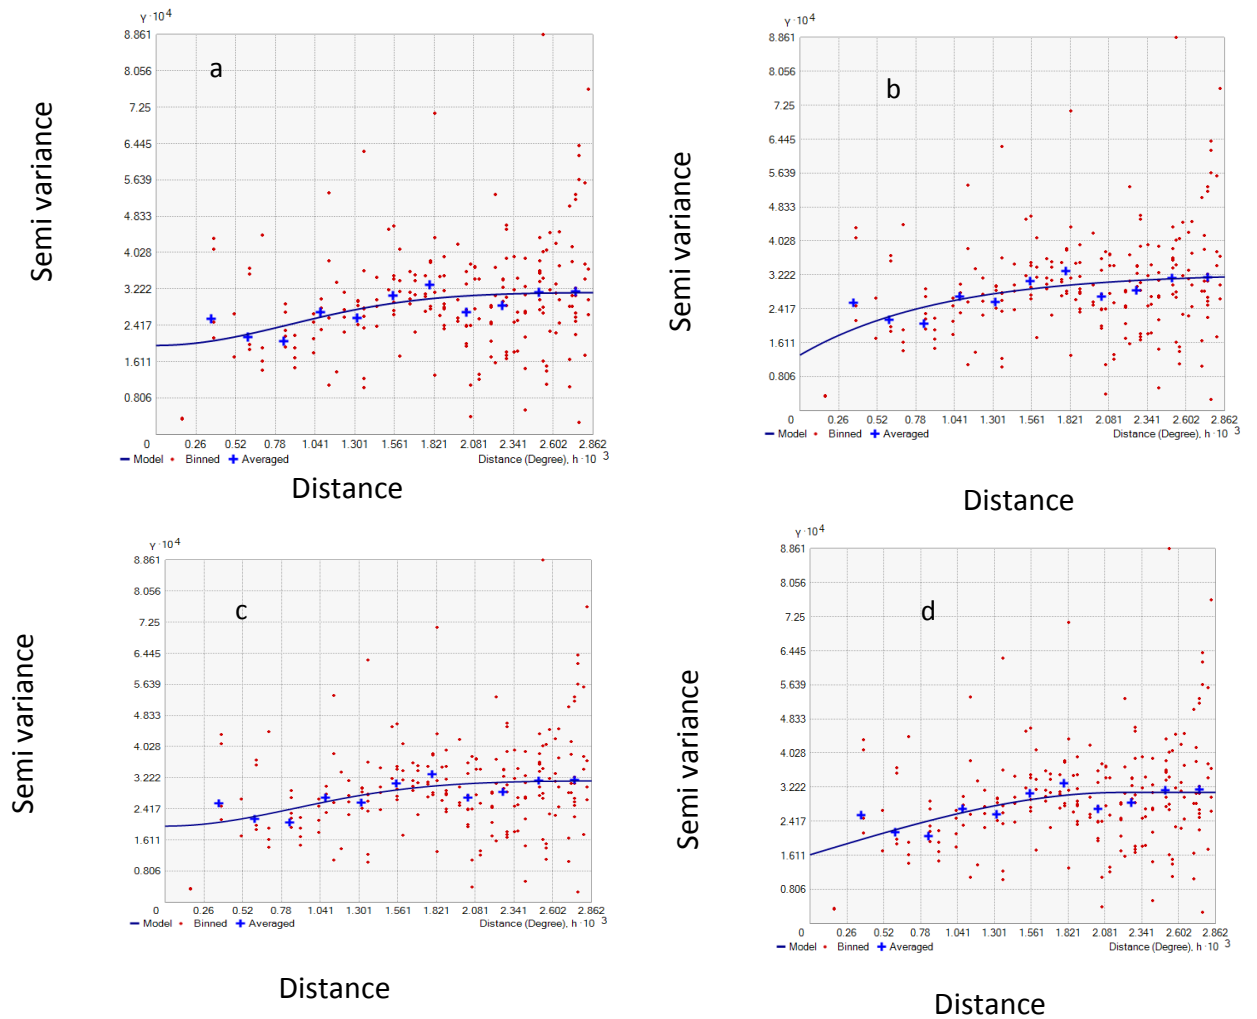 γ ·10⁴
8.861
8.056
7.25
6.445
5.639
4.833
4.028
3.222
2.417
1.611
0.806
a
Semi variance
0 0.26 0.52 0.78 1.041 1.301 1.561 1.821 2.081 2.341 2.602 2.862
Model Binned Averaged Distance (Degree), h ·10 3
Distance
γ ·10⁴
8.861
8.056
7.25
6.445
5.639
4.833
4.028
3.222
2.417
1.611
0.806
b
Semi variance
0 0.26 0.52 0.78 1.041 1.301 1.561 1.821 2.081 2.341 2.602 2.862
Model Binned Averaged Distance (Degree), h ·10 3
Distance
γ ·10⁴
8.861
8.056
7.25
6.445
5.639
4.833
4.028
3.222
2.417
1.611
0.806
c
Semi variance
0 0.26 0.52 0.78 1.041 1.301 1.561 1.821 2.081 2.341 2.602 2.862
Model Binned Averaged Distance (Degree), h ·10 3
Distance
γ ·10⁴
8.861
8.056
7.25
6.445
5.639
4.833
4.028
3.222
2.417
1.611
0.806
d
Semi variance
0 0.26 0.52 0.78 1.041 1.301 1.561 1.821 2.081 2.341 2.602 2.862
Model Binned Averaged Distance (Degree), h ·10 3
Distance